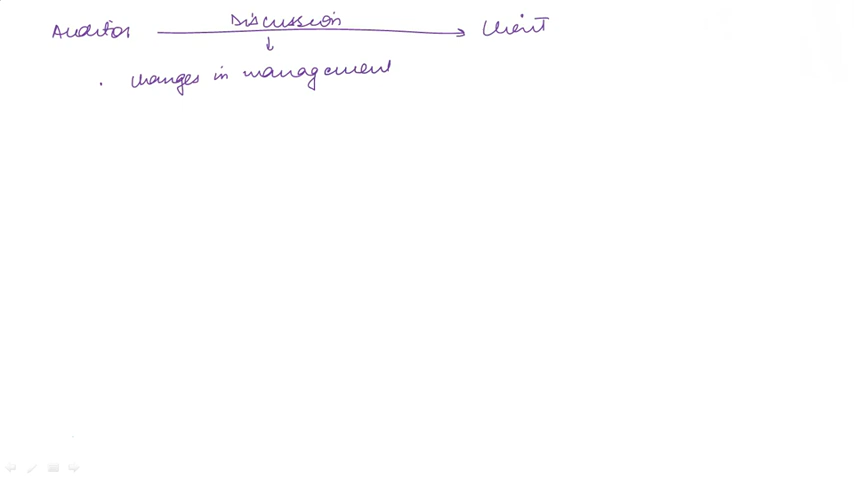 Auditor Discussion Client
. changes in management